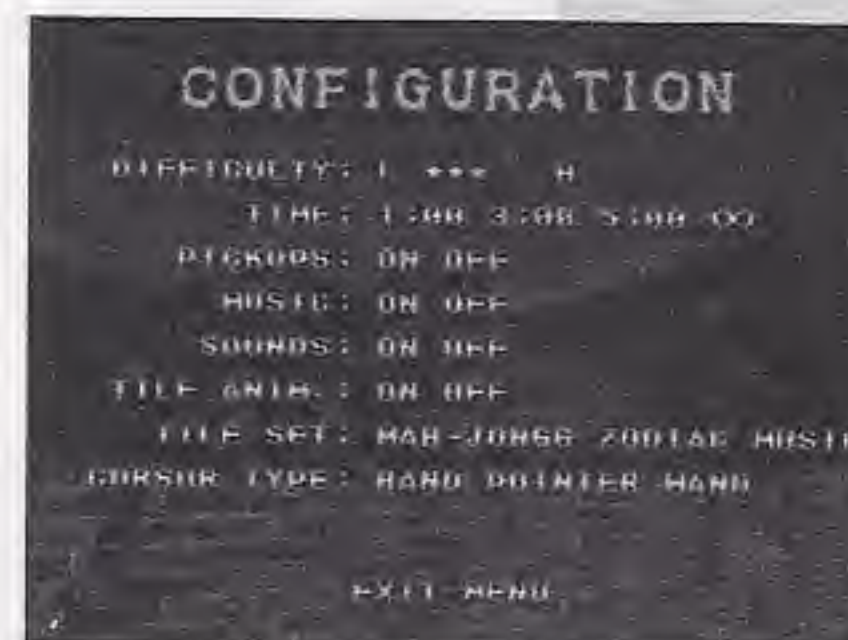 CONFIGURATION
DIFFICULTY: L *** H
TIME: 1:00 3:00 5:00 ∞
PICKUPS: ON OFF
MUSIC: ON OFF
SOUNDS: ON OFF
TILE ANIM.: ON OFF
TILE SET: MAH-JONGG ZODIAC MUSI
CURSOR TYPE: HAND POINTER HAND
EXIT MENU